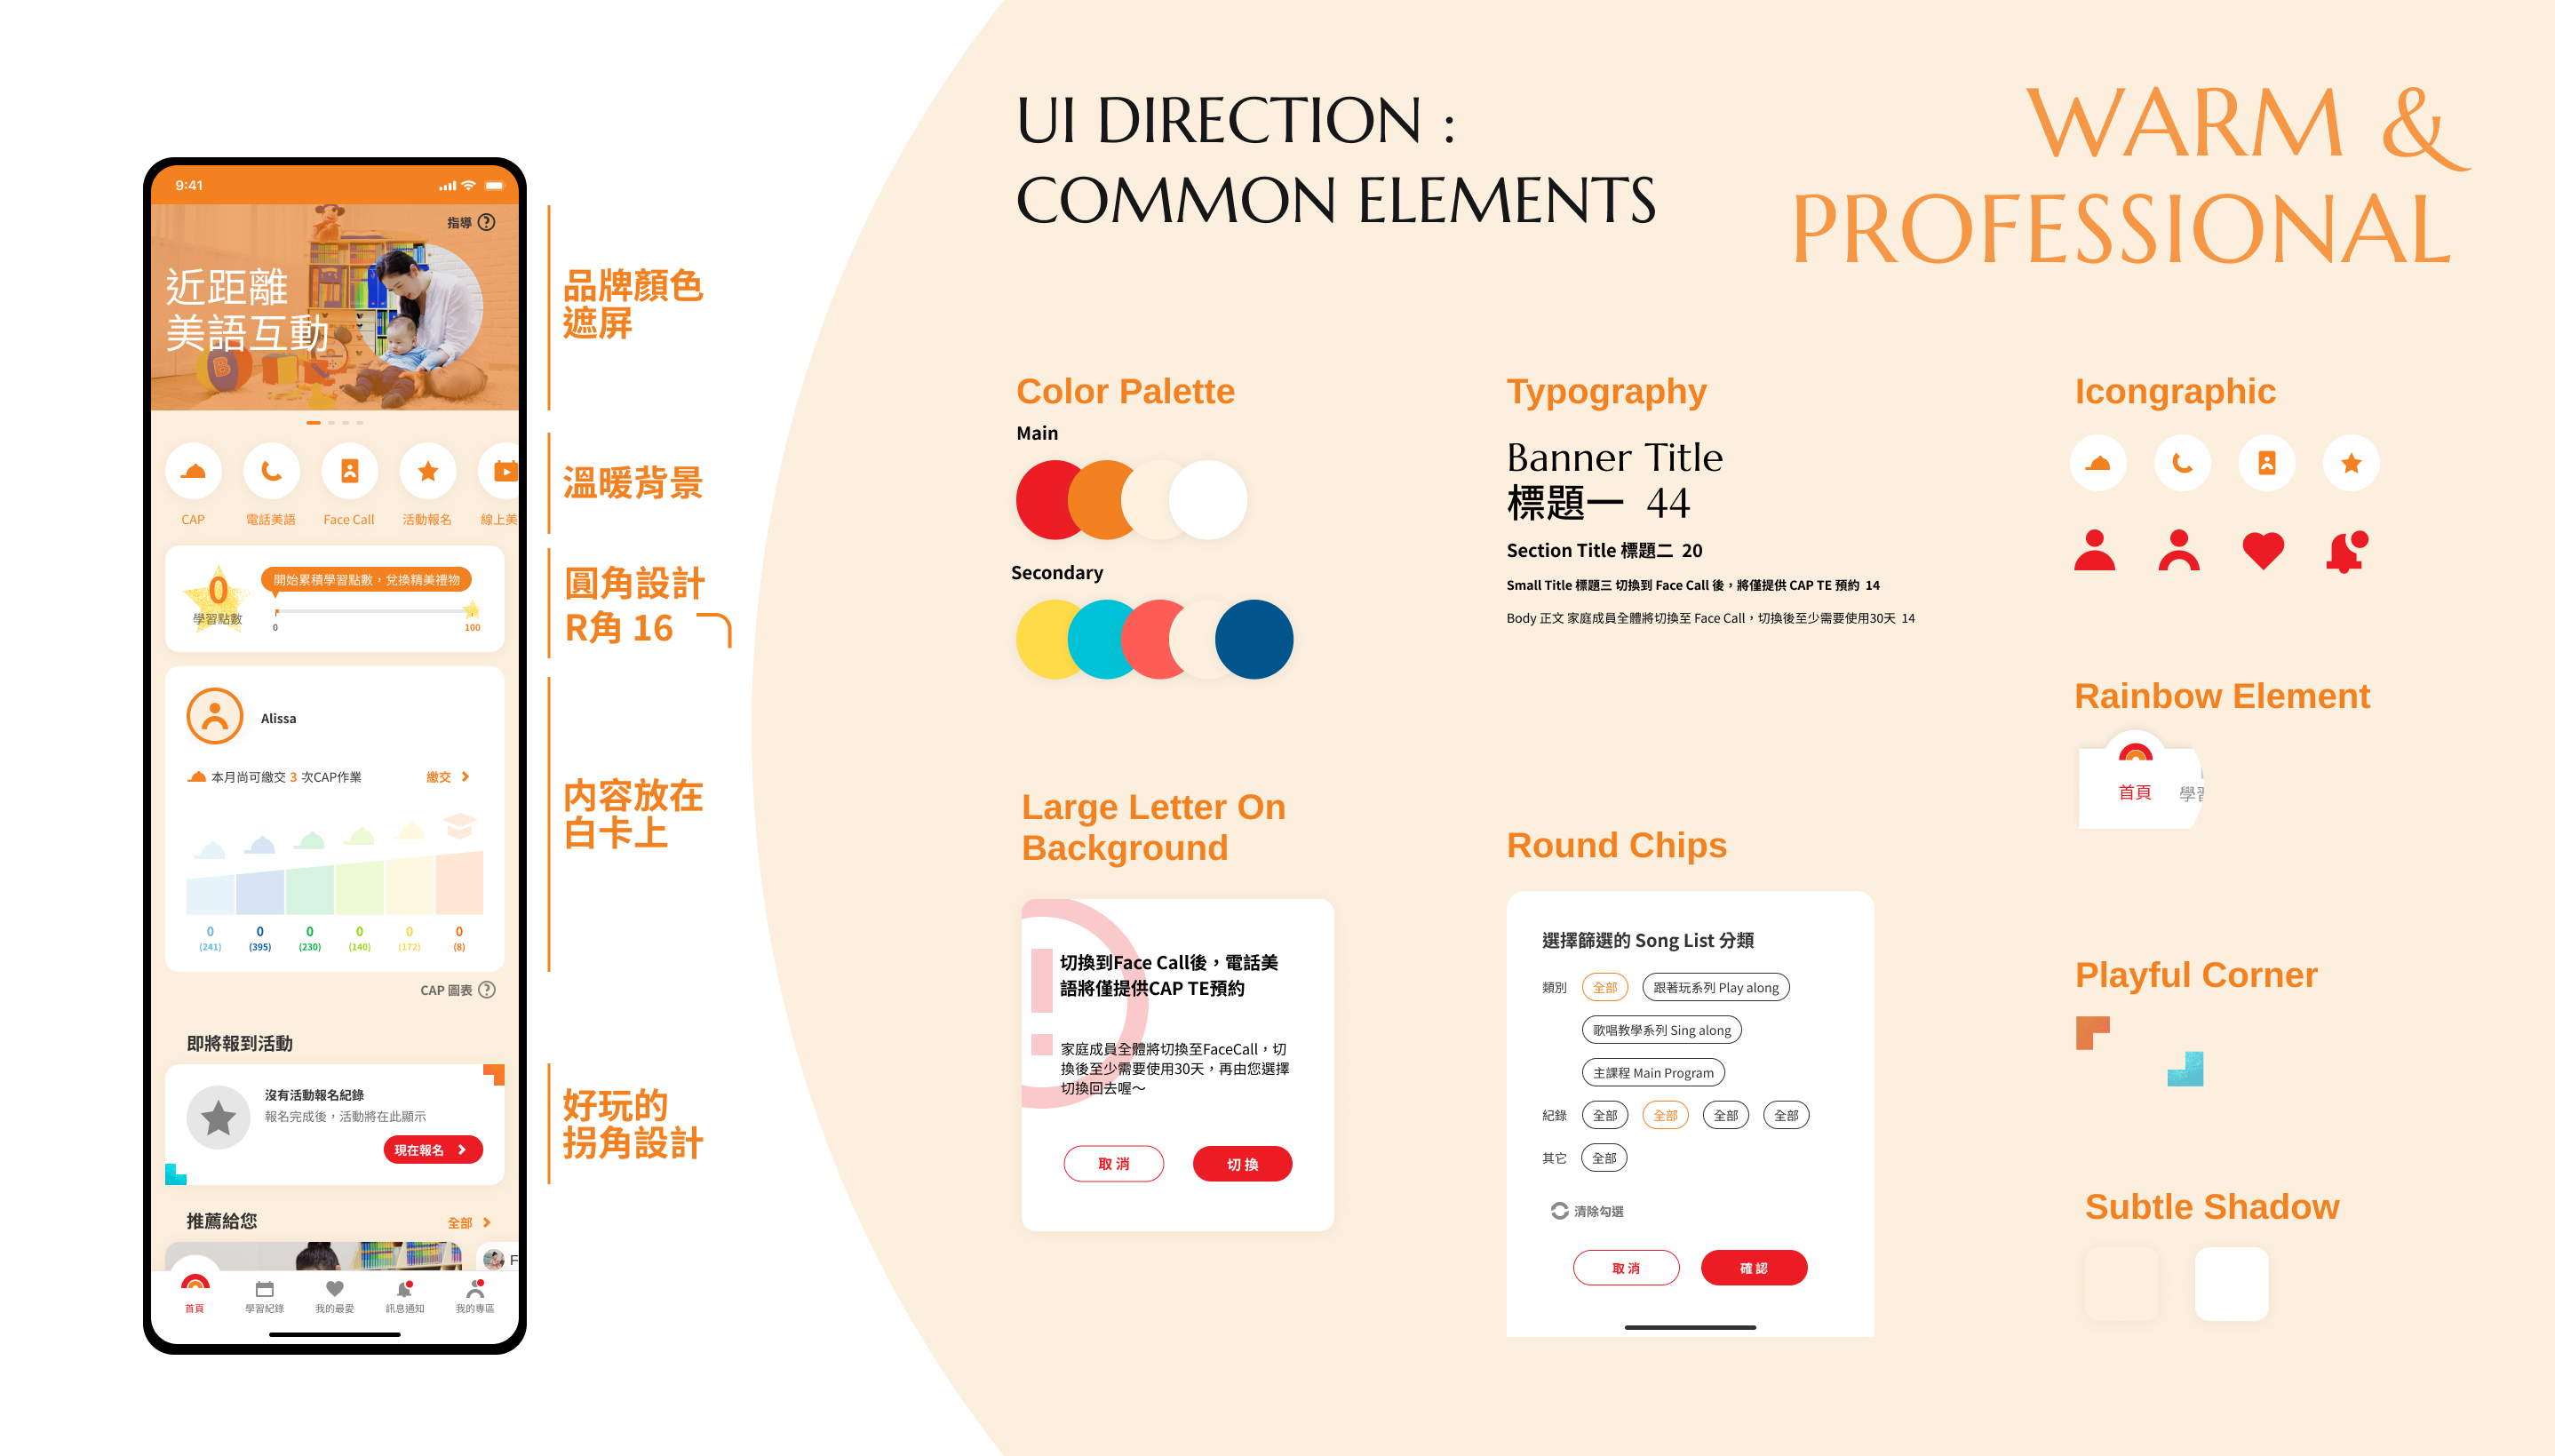 9:41
指導
近距離
美語互動
CAP
電話美語
Face Call
活動報名
線上美
0
學習點數
開始累積學習點數，兌換精美禮物
0
100
Alissa
本月尚可繳交 3 次CAP作業
繳交
0 0 0 0 0 0
(241) (395) (230) (140) (172) (8)
CAP 圖表
即將報到活動
沒有活動報名紀錄
報名完成後，活動將在此顯示
現在報名
推薦給您
全部
F
首頁
學習紀錄
我的最愛
訊息通知
我的專區
品牌顏色
遮屏
溫暖背景
圓角設計
R角 16
內容放在
白卡上
好玩的
拐角設計
UI DIRECTION :
COMMON ELEMENTS
WARM &
PROFESSIONAL
Color Palette
Main
Secondary
Typography
Banner Title
標題一 44
Section Title 標題二 20
Small Title 標題三 切換到 Face Call 後，將僅提供 CAP TE 預約 14
Body 正文 家庭成員全體將切換至 Face Call，切換後至少需要使用30天 14
Icongraphic
Rainbow Element
首頁
學習
Large Letter On
Background
切換到Face Call後，電話美
語將僅提供CAP TE預約
家庭成員全體將切換至FaceCall，切
換後至少需要使用30天，再由您選擇
切換回去喔～
取消
切換
Round Chips
選擇篩選的 Song List 分類
類別
全部
跟著玩系列 Play along
歌唱教學系列 Sing along
主課程 Main Program
紀錄
全部
全部
全部
全部
其它
全部
清除勾選
取消
確認
Playful Corner
Subtle Shadow